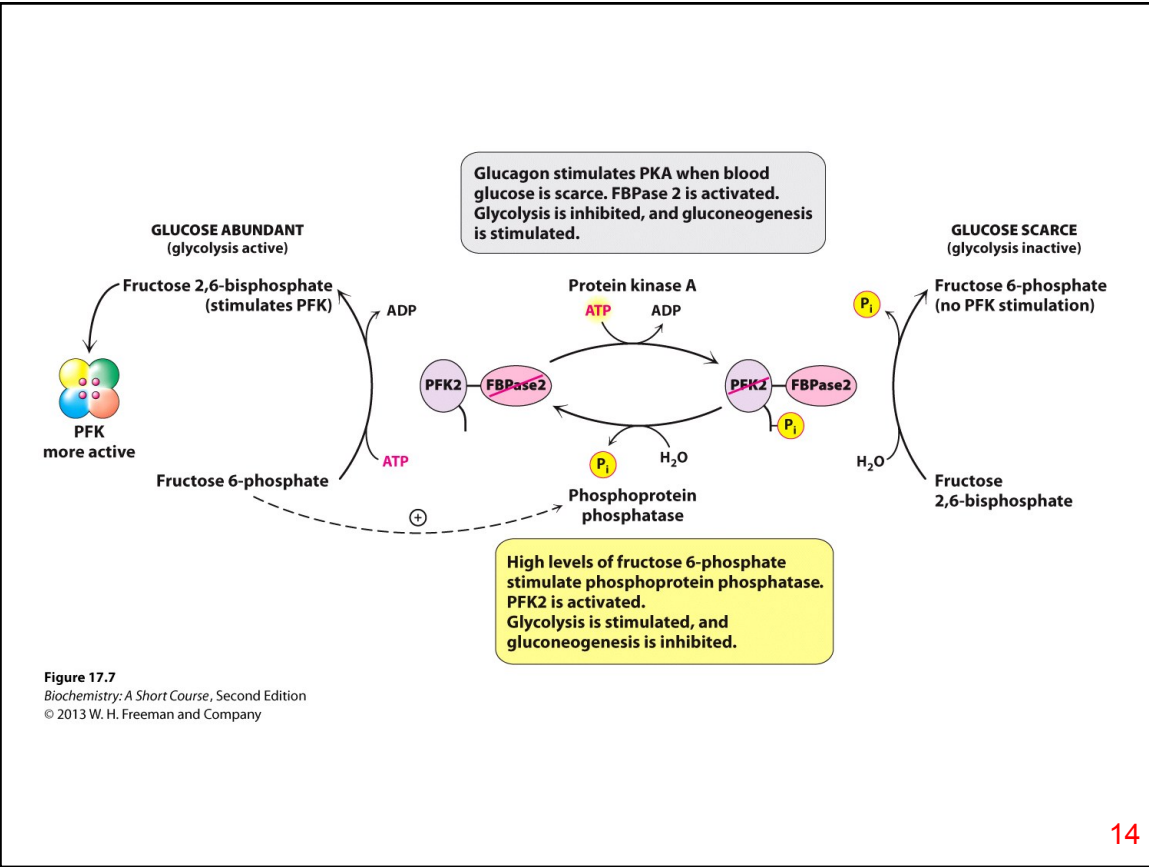 Glucagon stimulates PKA when blood
glucose is scarce. FBPase 2 is activated.
Glycolysis is inhibited, and gluconeogenesis
is stimulated.
GLUCOSE ABUNDANT
(glycolysis active)
Fructose 2,6-bisphosphate
(stimulates PFK)
ADP
PFK
more active
ATP
Fructose 6-phosphate
Protein kinase A
ATP
ADP
PFK2
FBPase2
PFK2
FBPase2
Pi
Pi
H2O
Phosphoprotein
phosphatase
+
GLUCOSE SCARCE
(glycolysis inactive)
Fructose 6-phosphate
(no PFK stimulation)
Pi
H2O
Fructose
2,6-bisphosphate
High levels of fructose 6-phosphate
stimulate phosphoprotein phosphatase.
PFK2 is activated.
Glycolysis is stimulated, and
gluconeogenesis is inhibited.
Figure 17.7
Biochemistry: A Short Course, Second Edition
© 2013 W. H. Freeman and Company
14